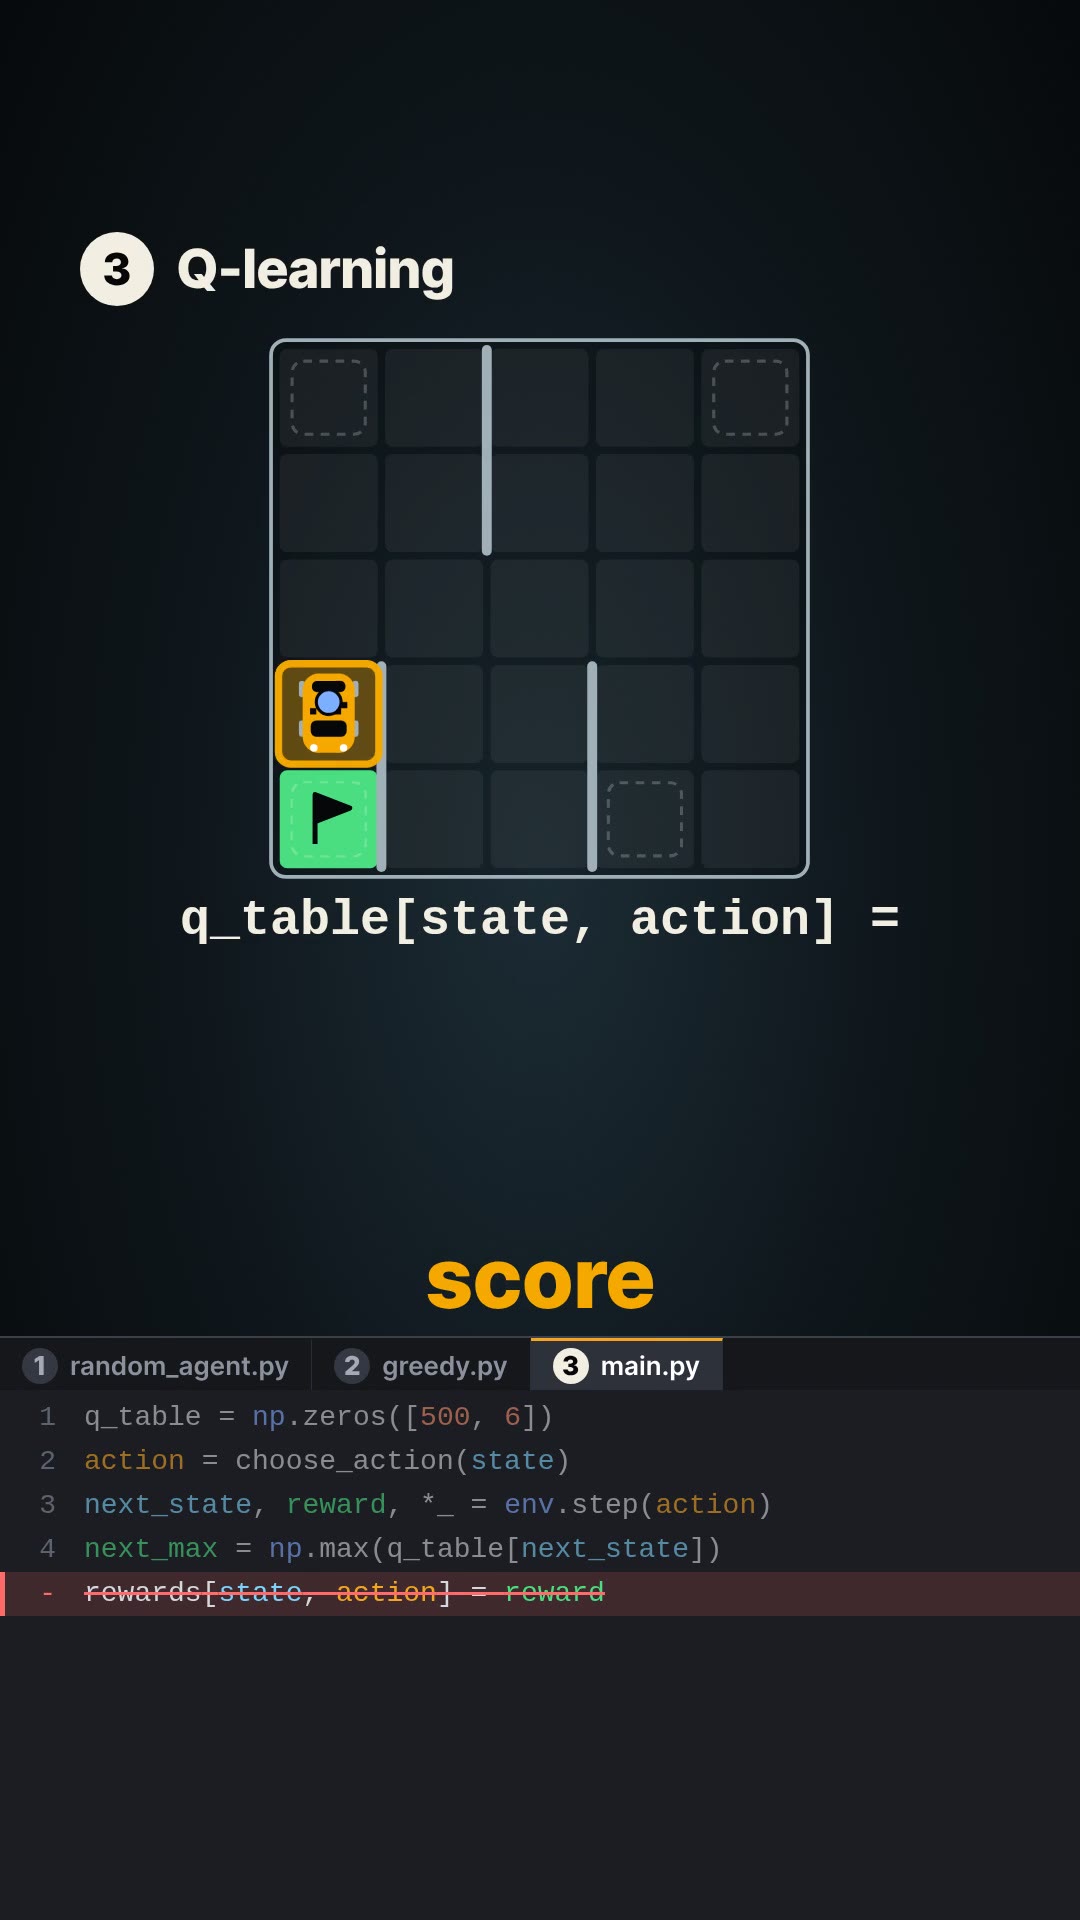 3 Q-learning
q_table[state, action] =
score
1 random_agent.py 2 greedy.py 3 main.py
1 q_table = np.zeros([500, 6])
2 action = choose_action(state)
3 next_state, reward, *_ = env.step(action)
4 next_max = np.max(q_table[next_state])
- rewards[state, action] = reward